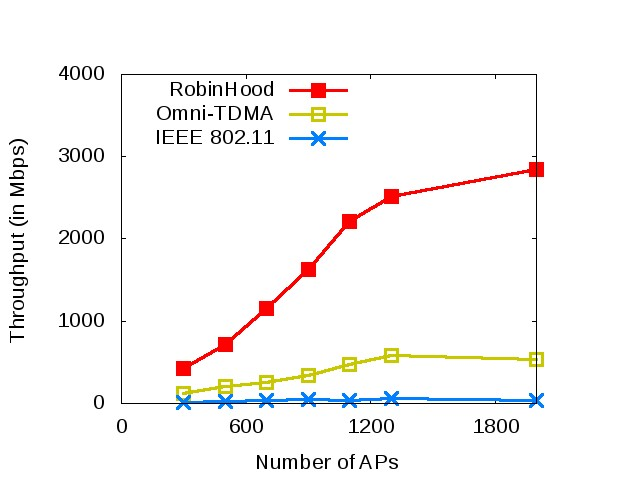 4000
RobinHood
Omni-TDMA
IEEE 802.11
3000
2000
1000
0
Throughput (in Mbps)
0
600
1200
1800
Number of APs